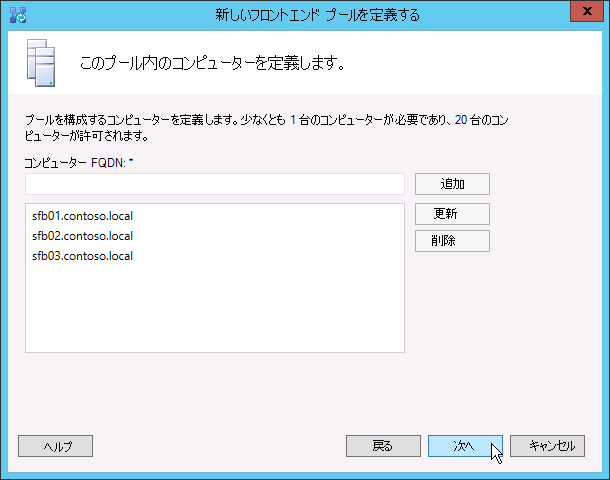 新しいフロントエンド プールを定義する
x
このプール内のコンピューターを定義します。
プールを構成するコンピューターを定義します。少なくとも 1 台のコンピューターが必要であり、20 台のコン
ピューターが許可されます。
コンピューター FQDN: *
追加
sfb01.contoso.local
更新
sfb02.contoso.local
削除
sfb03.contoso.local
ヘルプ
戻る
次へ
キャンセル